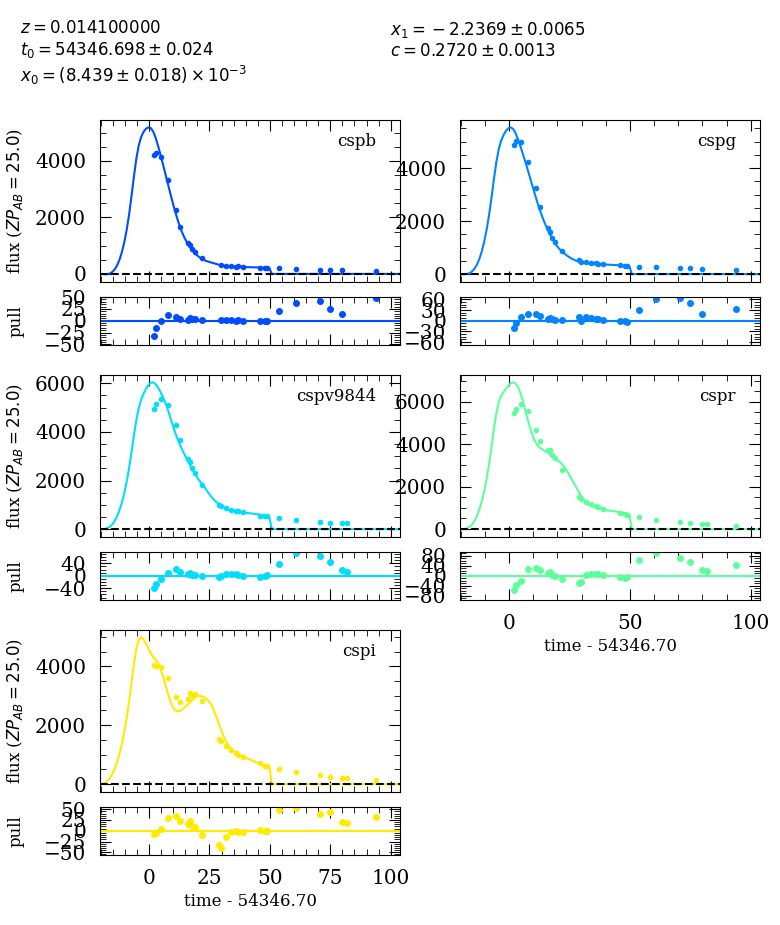 z = 0.014100000
t0 = 54346.698 ± 0.024
x0 = (8.439 ± 0.018) × 10^−3
x1 = −2.2369 ± 0.0065
c = 0.2720 ± 0.0013
flux (ZP_AB = 25.0)
4000
2000
0
cspb
4000
2000
0
cspg
pull
50
25
0
−25
−50
60
30
0
−30
−60
flux (ZP_AB = 25.0)
6000
4000
2000
0
cspv9844
6000
4000
2000
0
cspr
pull
40
0
−40
80
40
0
−40
−80
0 50 100
time - 54346.70
flux (ZP_AB = 25.0)
4000
2000
0
cspi
pull
50
25
0
−25
−50
0 25 50 75 100
time - 54346.70